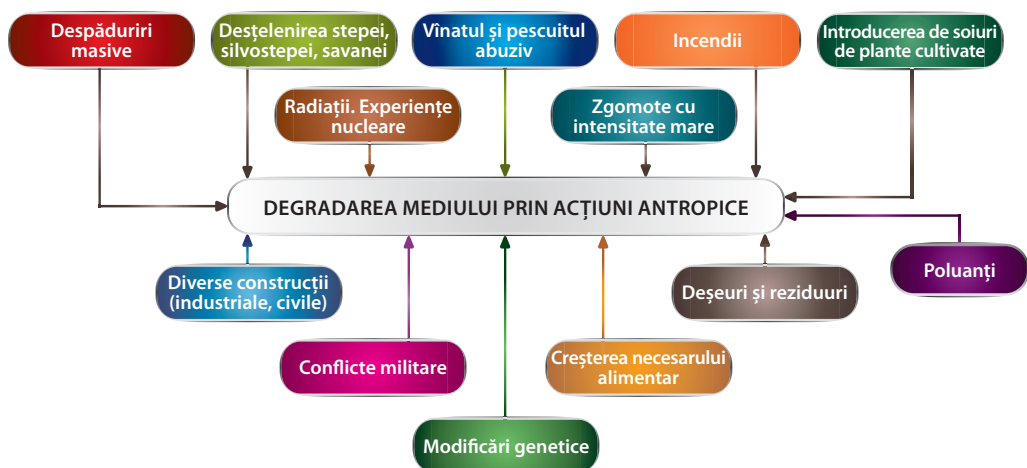 Despăduriri
masive
Desțelenirea stepei,
silvostepei, savanei
Vînatul și pescuitul
abuziv
Incendii
Introducerea de soiuri
de plante cultivate
Radiații. Experiențe
nucleare
Zgomote cu
intensitate mare
DEGRADAREA MEDIULUI PRIN ACȚIUNI ANTROPICE
Diverse construcții
(industriale, civile)
Deșeuri și reziduuri
Poluanți
Conflicte militare
Creșterea necesarului
alimentar
Modificări genetice